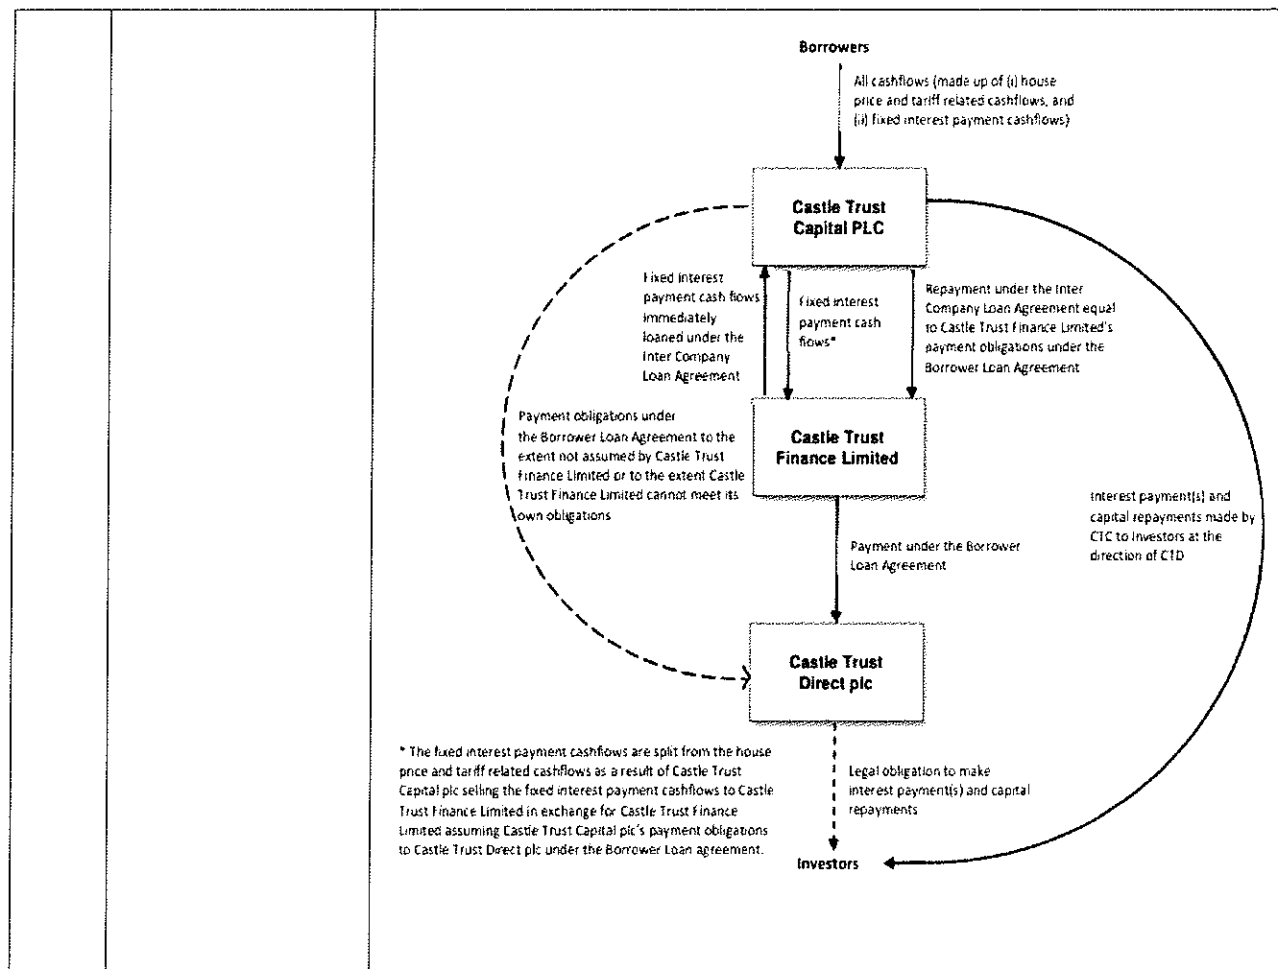 Borrowers
All cashflows (made up of (i) house
price and tariff related cashflows, and
(ii) fixed interest payment cashflows)
Castle Trust
Capital PLC
Fixed interest
payment cash flows
immediately
loaned under the
Inter Company
Loan Agreement
Fixed interest
payment cash
flows*
Repayment under the Inter
Company Loan Agreement equal
to Castle Trust Finance Limited's
payment obligations under the
Borrower Loan Agreement
Payment obligations under
the Borrower Loan Agreement to the
extent not assumed by Castle Trust
Finance Limited or to the extent Castle
Trust Finance Limited cannot meet its
own obligations
Castle Trust
Finance Limited
Interest payment(s) and
capital repayments made by
CTC to Investors at the
direction of CTD
Payment under the Borrower
Loan Agreement
Castle Trust
Direct plc
* The fixed interest payment cashflows are split from the house
price and tariff related cashflows as a result of Castle Trust
Capital plc selling the fixed interest payment cashflows to Castle
Trust Finance Limited in exchange for Castle Trust Finance
Limited assuming Castle Trust Capital plc's payment obligations
to Castle Trust Direct plc under the Borrower Loan agreement.
Legal obligation to make
interest payment(s) and capital
repayments
Investors